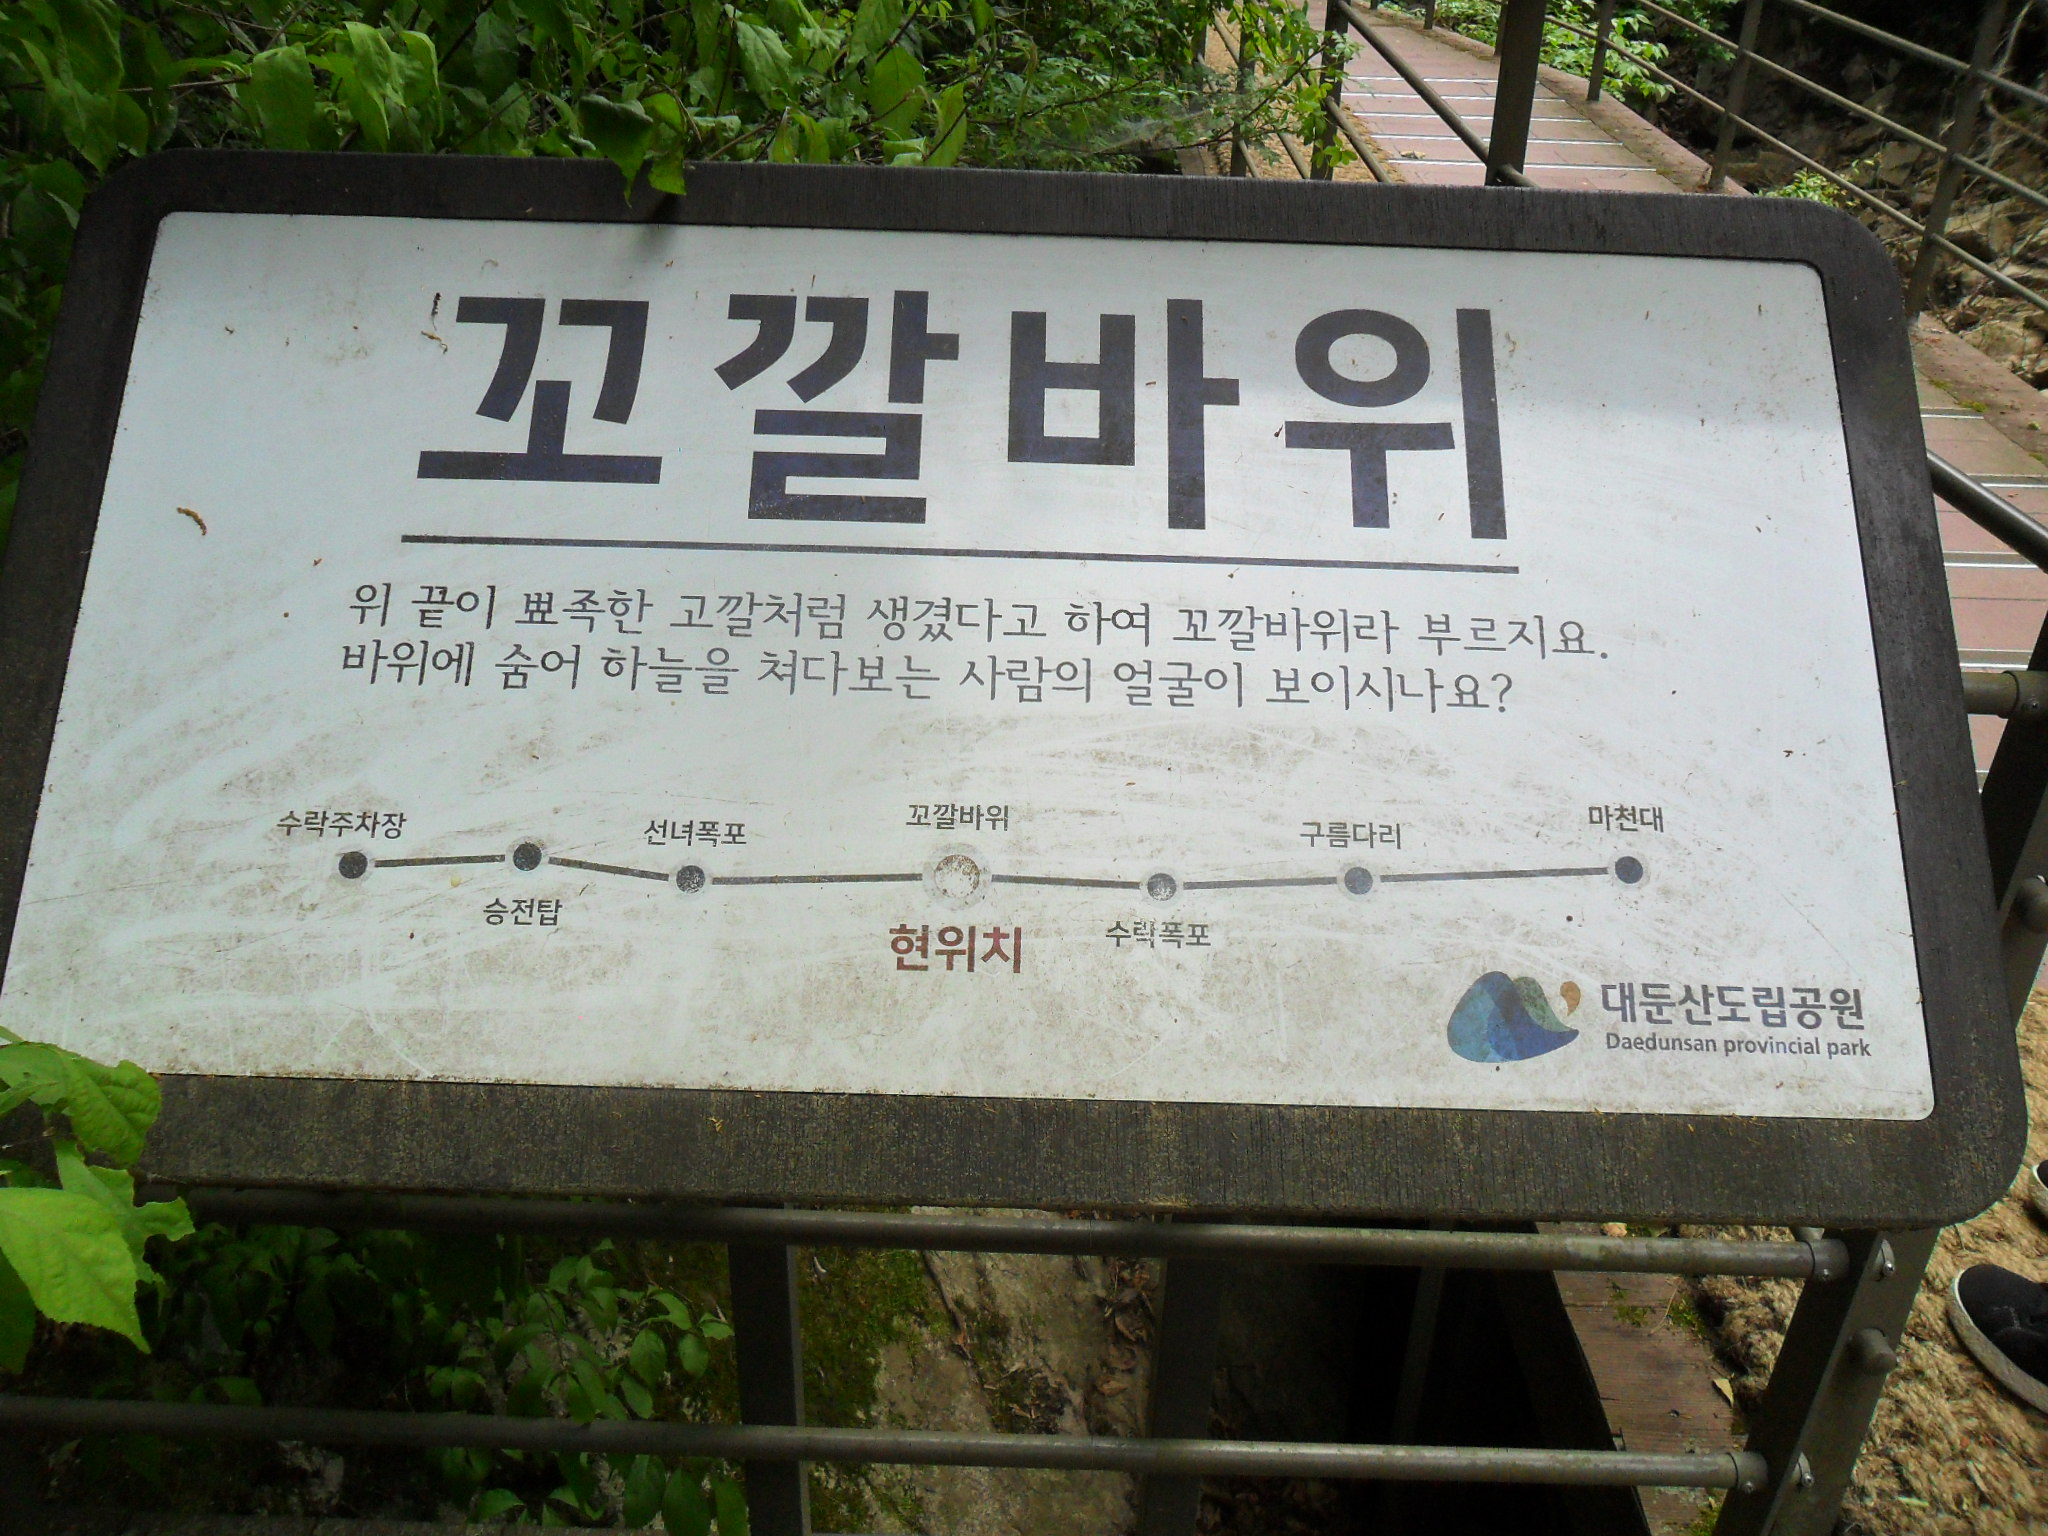 꼬깔바위
위 끝이 뾰족한 고깔처럼 생겼다고 하여 꼬깔바위라 부르지요.
바위에 숨어 하늘을 쳐다보는 사람의 얼굴이 보이시나요?
수락주차장
승전탑
선녀폭포
꼬깔바위
현위치
수락폭포
구름다리
마천대
대둔산도립공원
Daedunsan provincial park